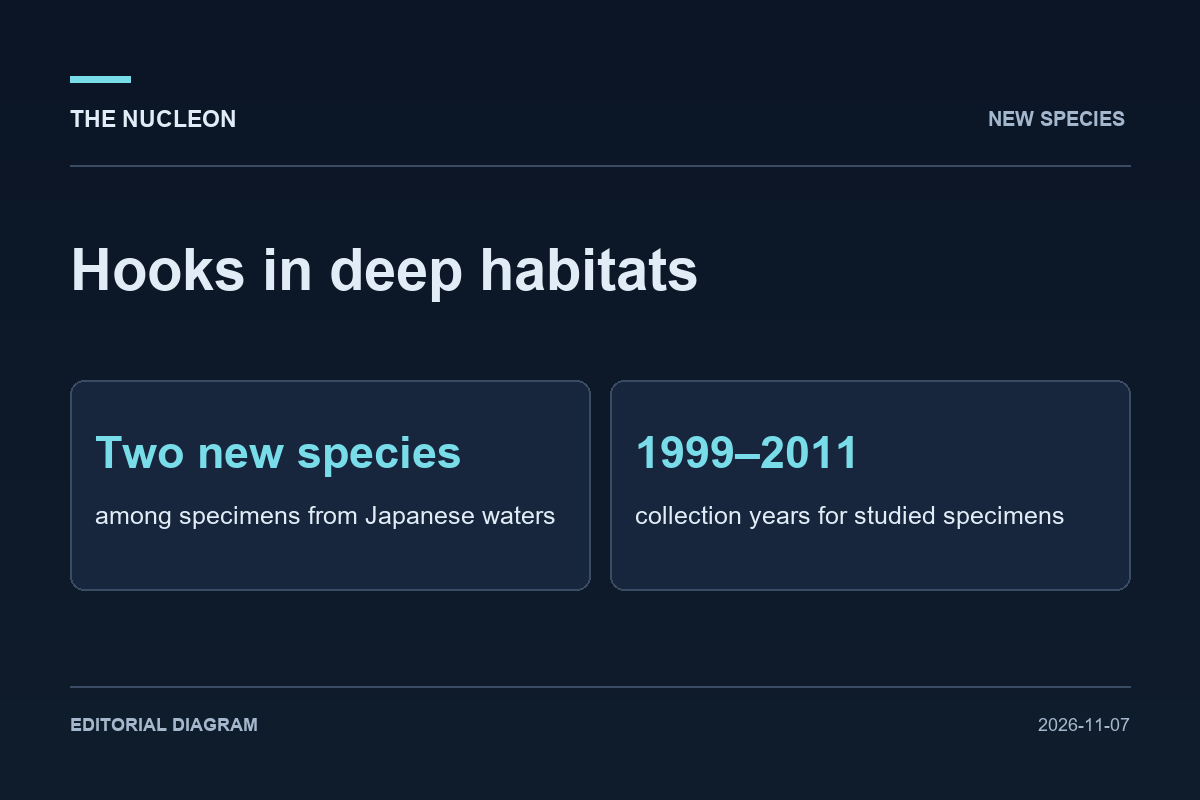 THE NUCLEON
NEW SPECIES
Hooks in deep habitats
Two new species
among specimens from Japanese waters
1999–2011
collection years for studied specimens
EDITORIAL DIAGRAM
2026-11-07